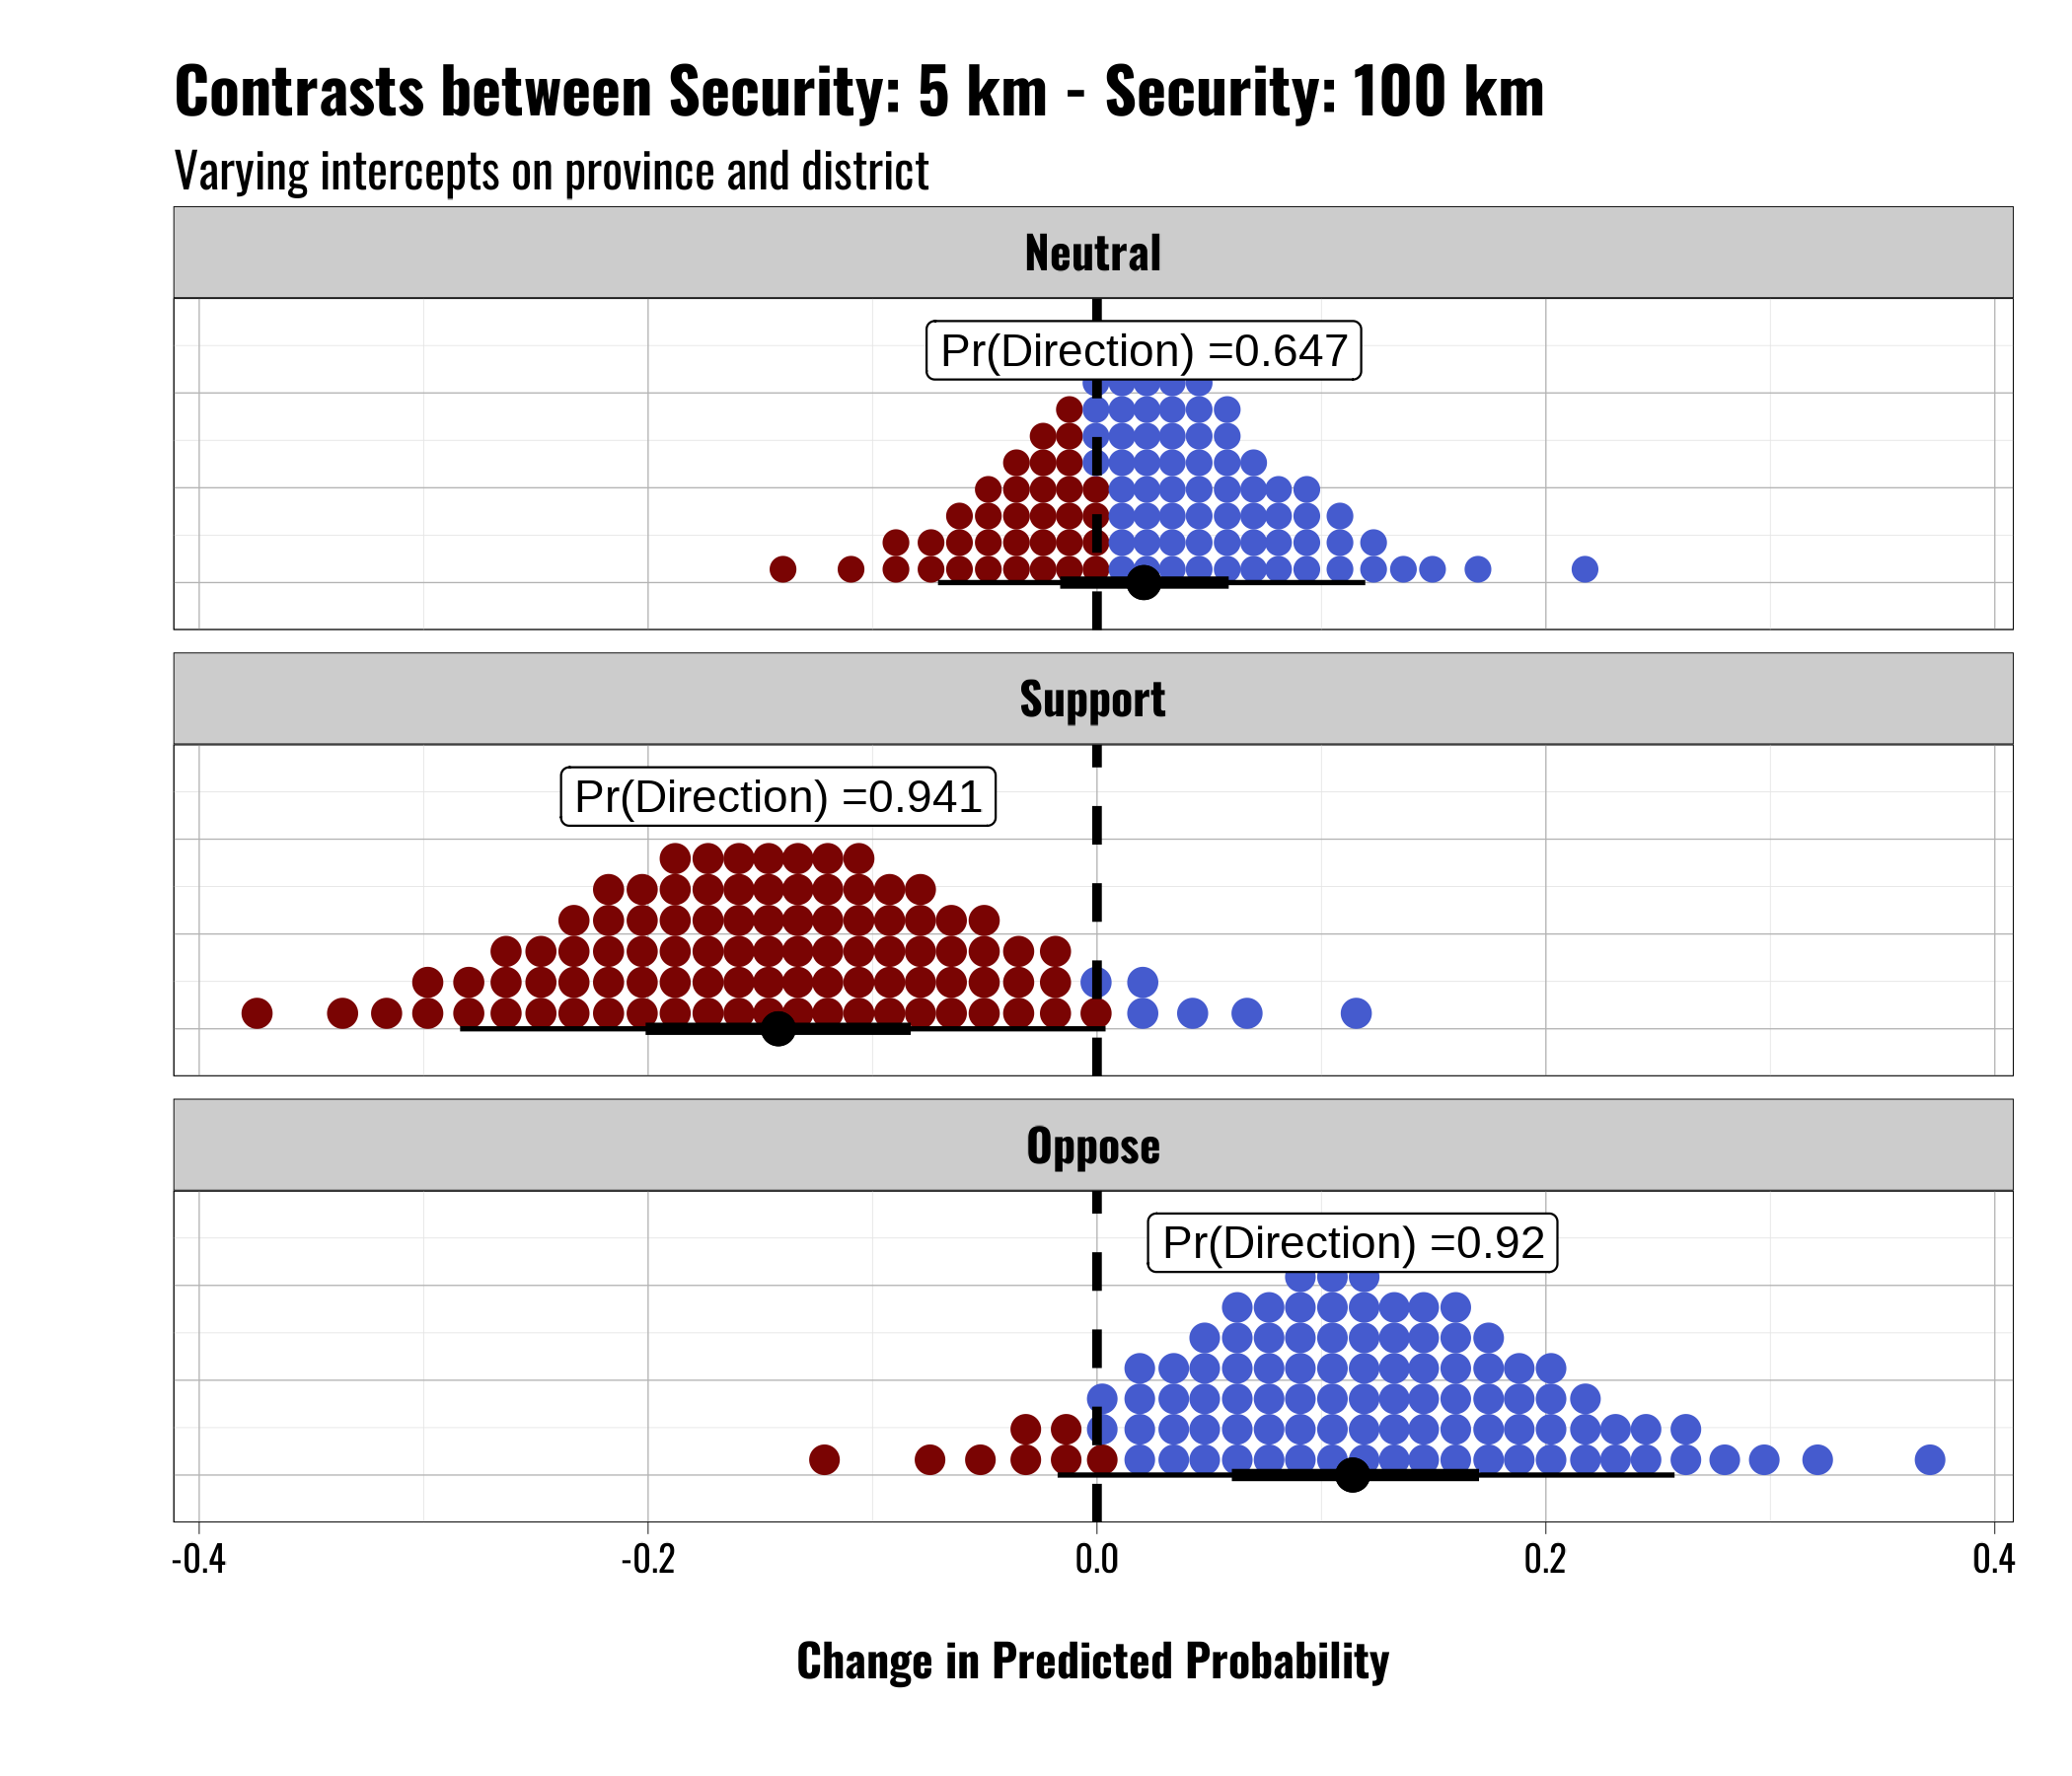 Contrasts between Security: 5 km - Security: 100 km
Varying intercepts on province and district
Neutral
Pr(Direction) =0.647
Support
Pr(Direction) =0.941
Oppose
Pr(Direction) =0.92
-0.4 -0.2 0.0 0.2 0.4
Change in Predicted Probability